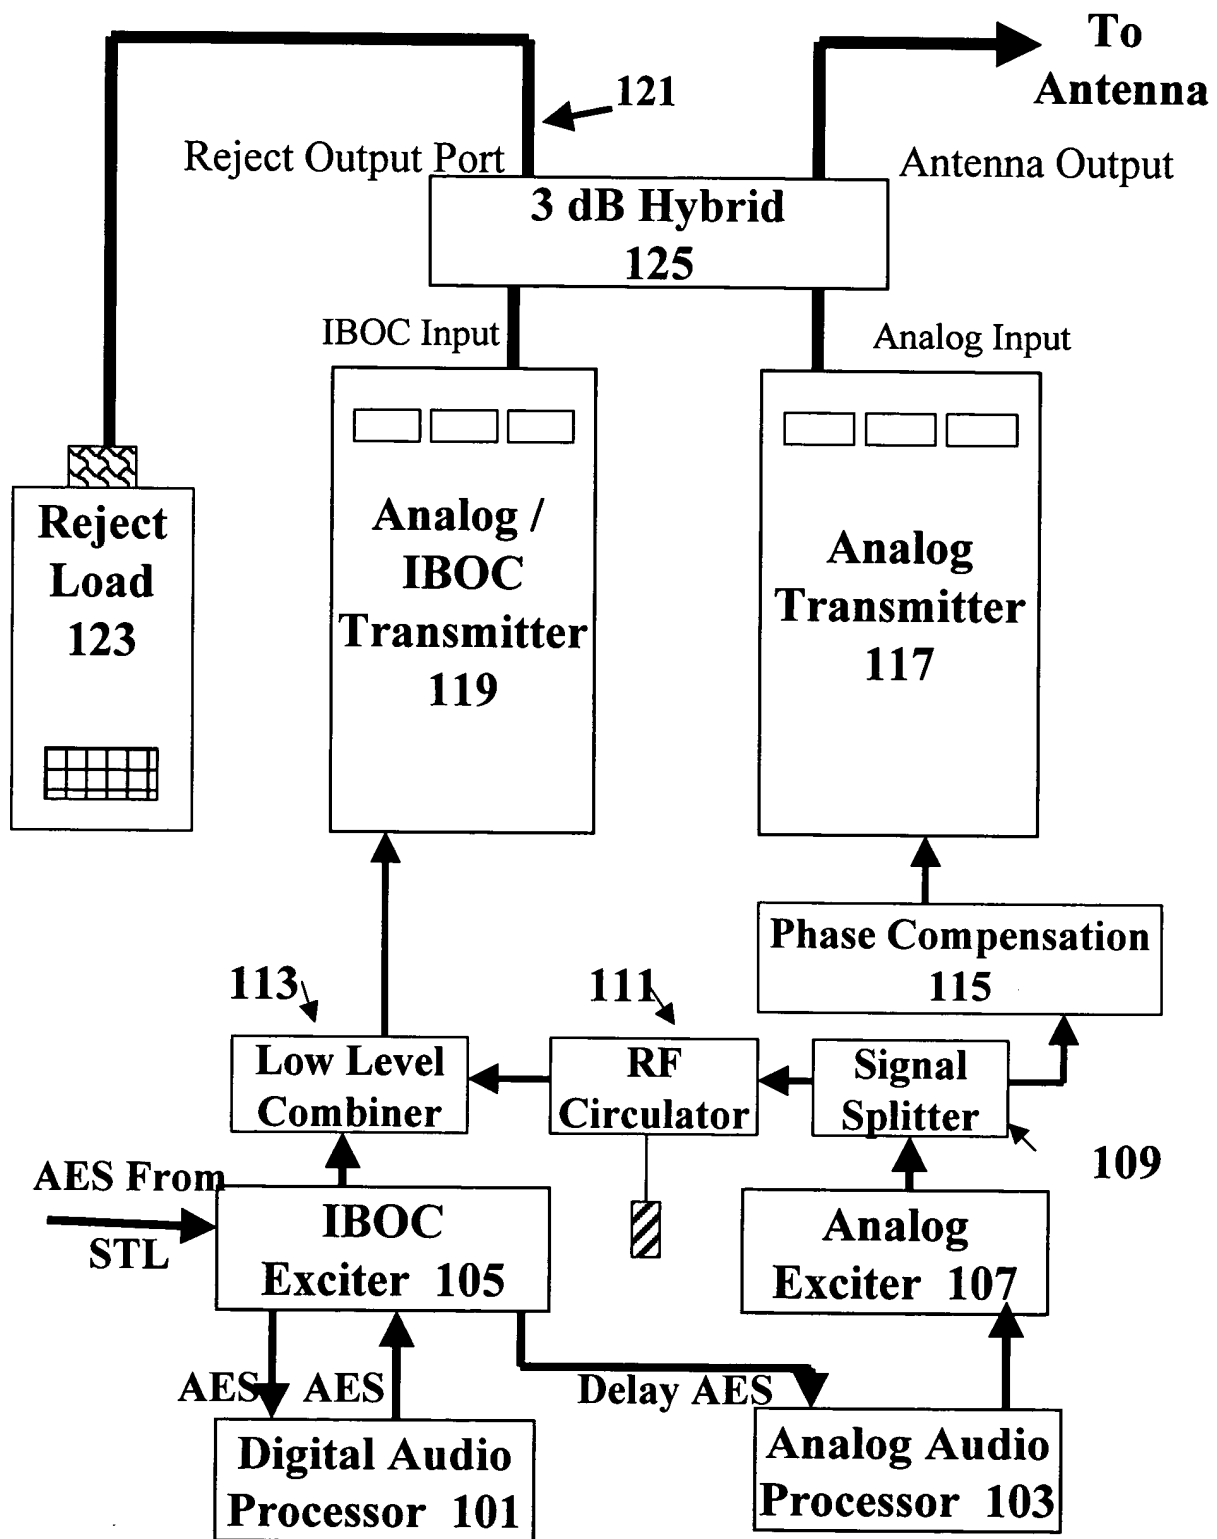 To
Antenna
121
Reject Output Port
Antenna Output
3 dB Hybrid
125
IBOC Input
Analog Input
Reject
Load
123
Analog /
IBOC
Transmitter
119
Analog
Transmitter
117
Phase Compensation
115
113
111
Low Level
Combiner
RF
Circulator
Signal
Splitter
109
AES From
STL
IBOC
Exciter 105
Analog
Exciter 107
AES
AES
Delay AES
Digital Audio
Processor 101
Analog Audio
Processor 103